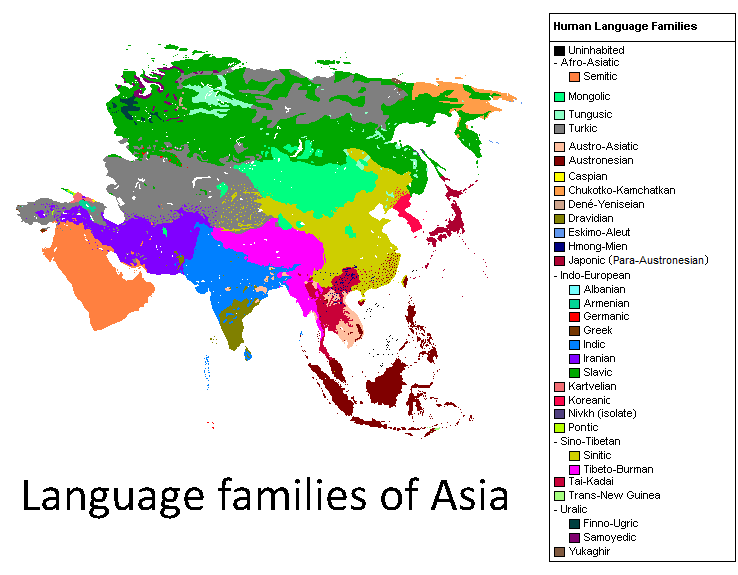 Human Language Families
Uninhabited
- Afro-Asiatic
Semitic
Mongolic
Tungusic
Turkic
Austro-Asiatic
Austronesian
Caspian
Chukotko-Kamchatkan
Dené-Yeniseian
Dravidian
Eskimo-Aleut
Hmong-Mien
Japonic (Para-Austronesian)
- Indo-European
Albanian
Armenian
Germanic
Greek
Indic
Iranian
Slavic
Kartvelian
Koreanic
Nivkh (isolate)
Pontic
- Sino-Tibetan
Sinitic
Tibeto-Burman
Tai-Kadai
Trans-New Guinea
- Uralic
Finno-Ugric
Samoyedic
Yukaghir
Language families of Asia